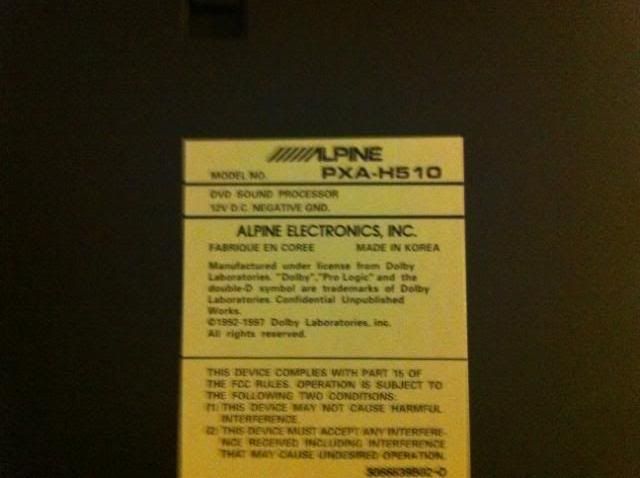 ALPINE
MODEL NO. PXA-H510
DVD SOUND PROCESSOR
12V D.C. NEGATIVE GND.
ALPINE ELECTRONICS, INC.
FABRIQUE EN COREE MADE IN KOREA
Manufactured under license from Dolby
Laboratories. "Dolby", "Pro Logic" and the
double-D symbol are trademarks of Dolby
Laboratories. Confidential Unpublished
Works.
©1992-1997 Dolby Laboratories, inc.
All rights reserved.
THIS DEVICE COMPLIES WITH PART 15 OF
THE FCC RULES. OPERATION IS SUBJECT TO
THE FOLLOWING TWO CONDITIONS:
(1) THIS DEVICE MAY NOT CAUSE HARMFUL
INTERFERENCE.
(2) THIS DEVICE MUST ACCEPT ANY INTERFERE-
NCE RECEIVED INCLUDING INTERFERENCE
THAT MAY CAUSE UNDESIRED OPERATION.